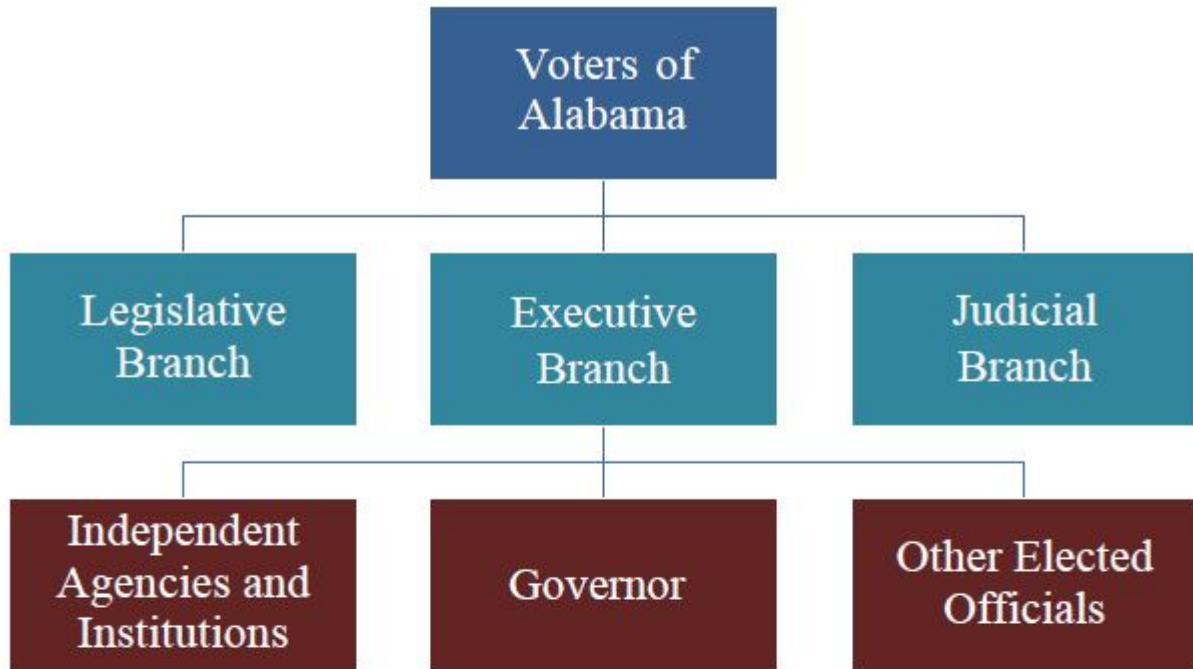 Voters of
Alabama
Legislative
Branch
Executive
Branch
Judicial
Branch
Independent
Agencies and
Institutions
Governor
Other Elected
Officials